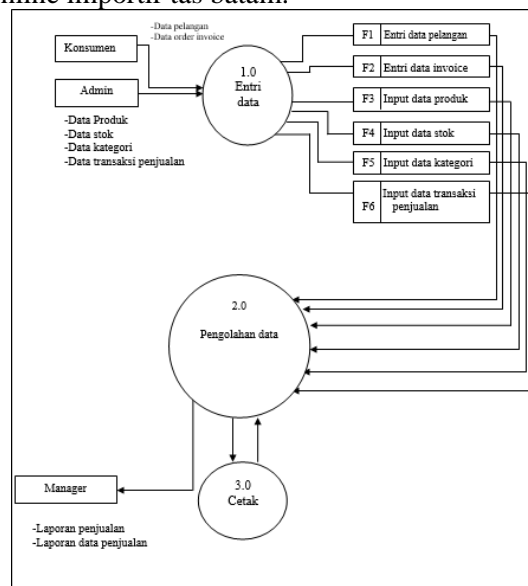 online importir tas batam.
-Data pelangan
-Data order invoice
Konsumen
Admin
-Data Produk
-Data stok
-Data kategori
-Data transaksi penjualan
1.0
Entri
data
F1 Entri data pelangan
F2 Entri data invoice
F3 Input data produk
F4 Input data stok
F5 Input data kategori
F6 Input data transaksi
penjualan
2.0
Pengolahan data
3.0
Cetak
Manager
-Laporan penjualan
-Laporan data penjualan